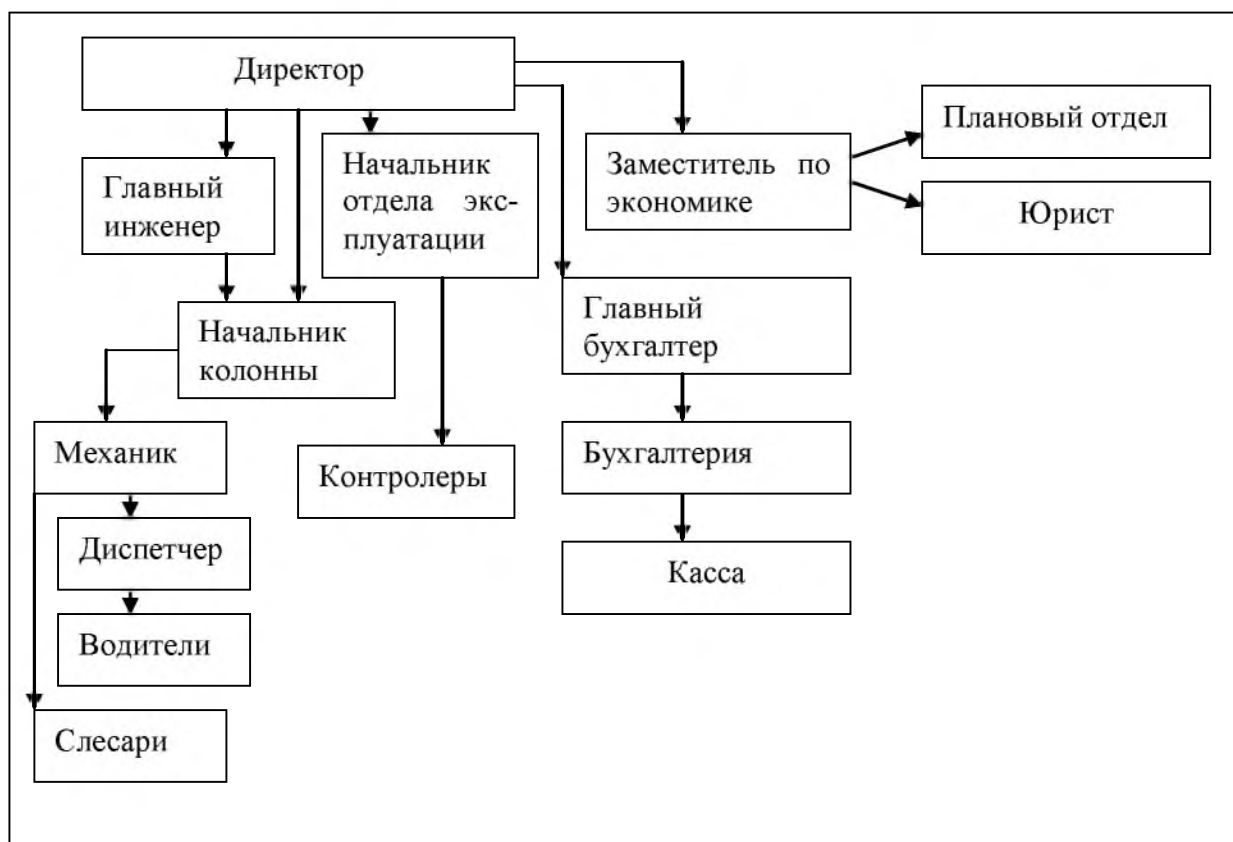 Директор
Плановый отдел
Заместитель по
экономике
Юрист
Начальник
отдела экс-
плуатации
Главный
инженер
Главный
бухгалтер
Начальник
колонны
Механик
Контролеры
Бухгалтерия
Диспетчер
Касса
Водители
Слесари